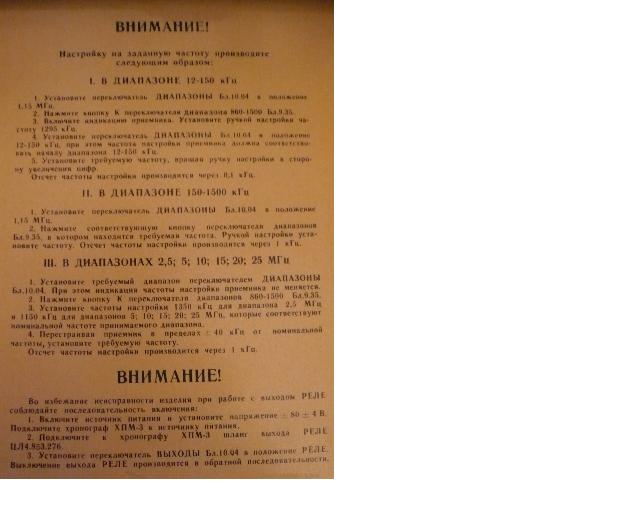 ВНИМАНИЕ!
Настройку на заданную частоту производите
следующим образом:
I. В ДИАПАЗОНЕ 12-150 кГц
1. Установите переключатель ДИАПАЗОНЫ Бл.10.04 в положение
1,15 МГц.
2. Нажмите кнопку К переключателя диапазона 860-1500 Бл.9.35.
3. Включите индикацию приемника. Установите ручкой настройки ча-
стоту 1295 кГц.
4. Установите переключатель ДИАПАЗОНЫ Бл.10.04 в положение
12-150 кГц, при этом частота настройки приемника должна соответство-
вать началу диапазона 12-150 кГц.
5. Установите требуемую частоту, вращая ручку настройки в сторо-
ну увеличения цифр.
Отсчет частоты настройки производится через 0,1 кГц.
II. В ДИАПАЗОНЕ 150-1500 кГц
1. Установите переключатель ДИАПАЗОНЫ Бл.10.04 в положение
1,15 МГц.
2. Нажмите соответствующую кнопку переключателя диапазонов
Бл.9.35, в котором находится требуемая частота. Ручкой настройки уста-
новите частоту. Отсчет частоты настройки производится через 1 кГц.
III. В ДИАПАЗОНАХ 2,5; 5; 10; 15; 20; 25 МГц
1. Установите требуемый диапазон переключателем ДИАПАЗОНЫ
Бл.10.04. При этом индикация частоты настройки приемника не меняется.
2. Нажмите кнопку К переключателя диапазонов 860-1500 Бл.9.35.
3. Установите частоты настройки 1350 кГц для диапазона 2,5 МГц
и 1150 кГц для диапазонов 5; 10; 15; 20; 25 МГц, которые соответствуют
номинальной частоте принимаемого диапазона.
4. Перестраивая приемник в пределах ± 40 кГц от номинальной
частоты, установите требуемую частоту.
Отсчет частоты настройки производится через 1 кГц.
ВНИМАНИЕ!
Во избежание неисправности изделия при работе с выходом РЕЛЕ
соблюдайте последовательность включения:
1. Включите источник питания и установите напряжение ± 80 ± 4 В.
Подключите хронограф ХПМ-3 к источнику питания.
2. Подключите к хронографу ХПМ-3 шланг выхода РЕЛЕ
ЦЛ4.853.276.
3. Установите переключатель ВЫХОДЫ Бл.10.04 в положение РЕЛЕ.
Выключение выхода РЕЛЕ производится в обратной последовательности.